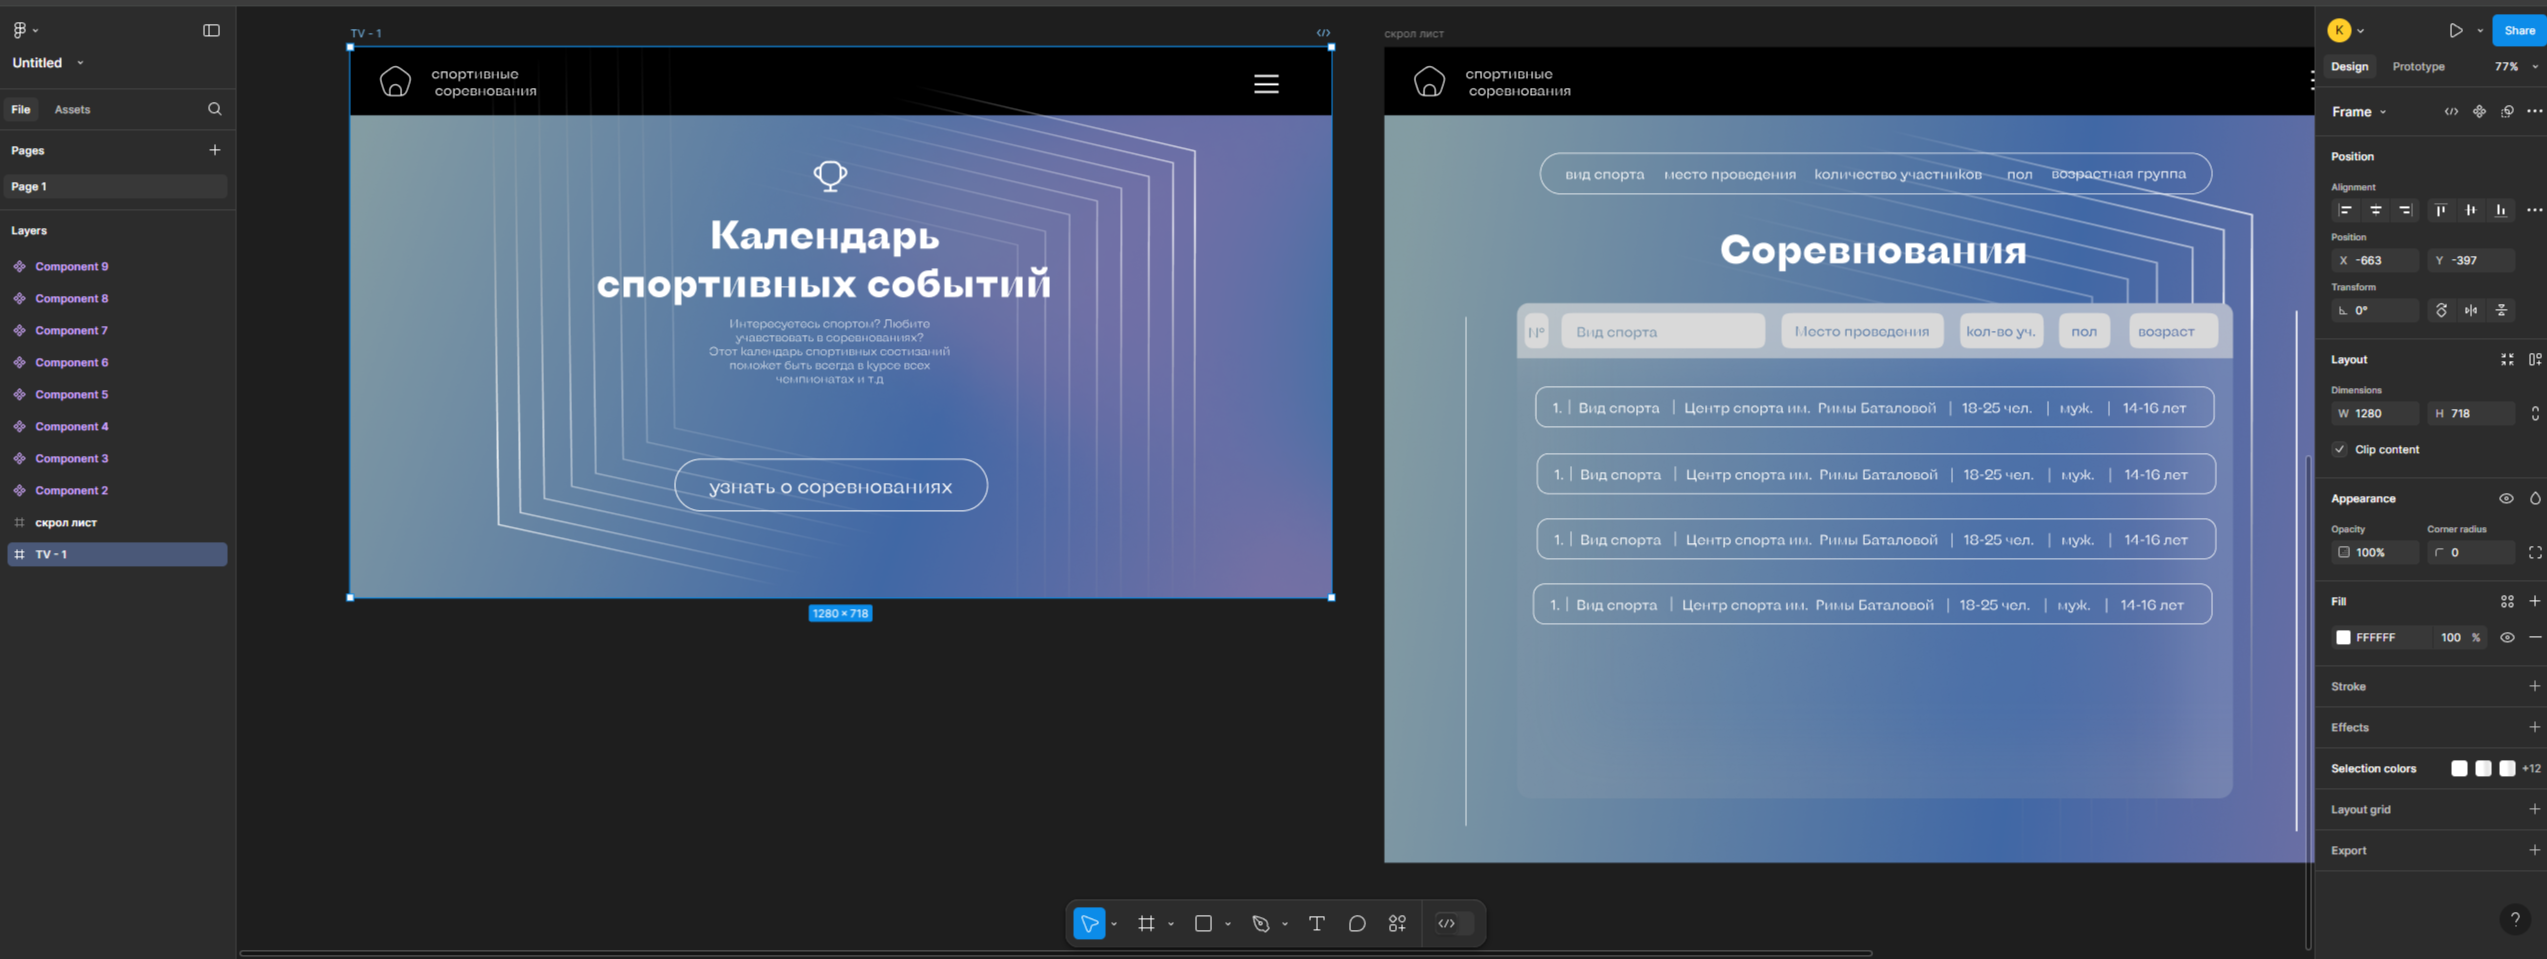 Untitled
File
Assets
Pages
Page 1
Layers
Component 9
Component 8
Component 7
Component 6
Component 5
Component 4
Component 3
Component 2
скрол лист
TV - 1
TV - 1
спортивные
соревнования
Календарь
спортивных событий
Интересуетесь спортом? Любите
учавствовать в соревнованиях?
Этот календарь спортивных состизаний
поможет быть всегда в курсе всех
чемпионатах и т.д
узнать о соревнованиях
1280 × 718
скрол лист
спортивные
соревнования
вид спорта место проведения количество участников пол возрастная группа
Соревнования
№ Вид спорта Место проведения кол-во уч. пол возраст
1. | Вид спорта | Центр спорта им. Римы Баталовой | 18-25 чел. | муж. | 14-16 лет
1. | Вид спорта | Центр спорта им. Римы Баталовой | 18-25 чел. | муж. | 14-16 лет
1. | Вид спорта | Центр спорта им. Римы Баталовой | 18-25 чел. | муж. | 14-16 лет
1. | Вид спорта | Центр спорта им. Римы Баталовой | 18-25 чел. | муж. | 14-16 лет
K
Share
Design
Prototype
77%
Frame
Position
Alignment
Position
X -663 Y -397
Transform
0°
Layout
Dimensions
W 1280 H 718
Clip content
Appearance
Opacity Corner radius
100% 0
Fill
FFFFFF 100 %
Stroke
Effects
Selection colors +12
Layout grid
Export
?